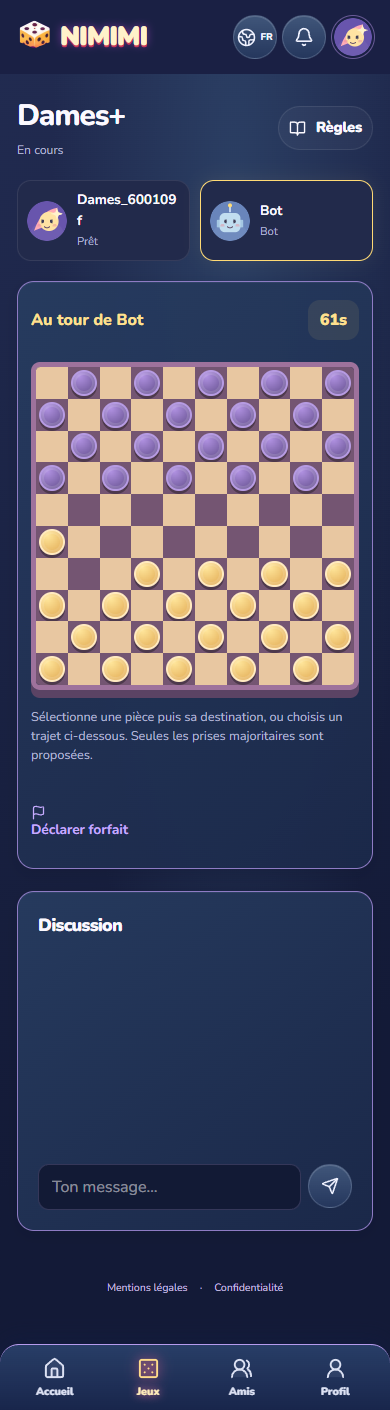 NIMIMI
FR
Dames+
En cours
Règles
Dames_600109
f
Prêt
Bot
Bot
Au tour de Bot
61s
Sélectionne une pièce puis sa destination, ou choisis un
trajet ci-dessous. Seules les prises majoritaires sont
proposées.
Déclarer forfait
Discussion
Ton message...
Mentions légales · Confidentialité
Accueil
Jeux
Amis
Profil